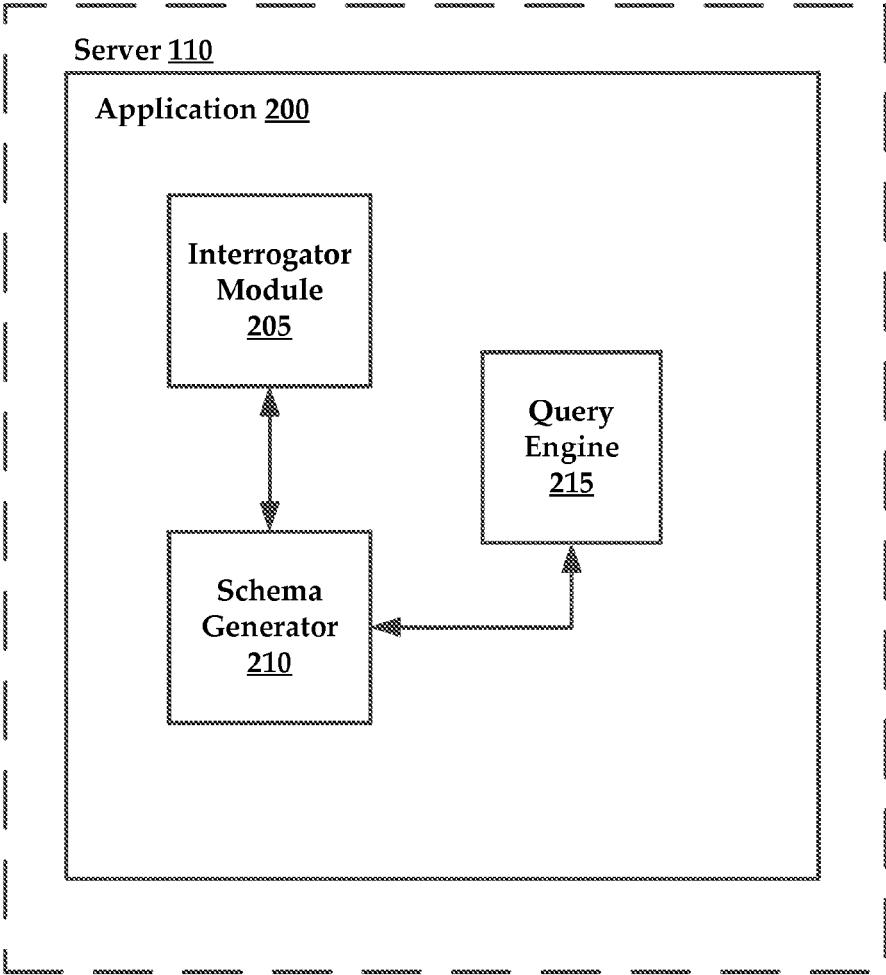 Server 110
Application 200
Interrogator
Module
205
Query
Engine
215
Schema
Generator
210